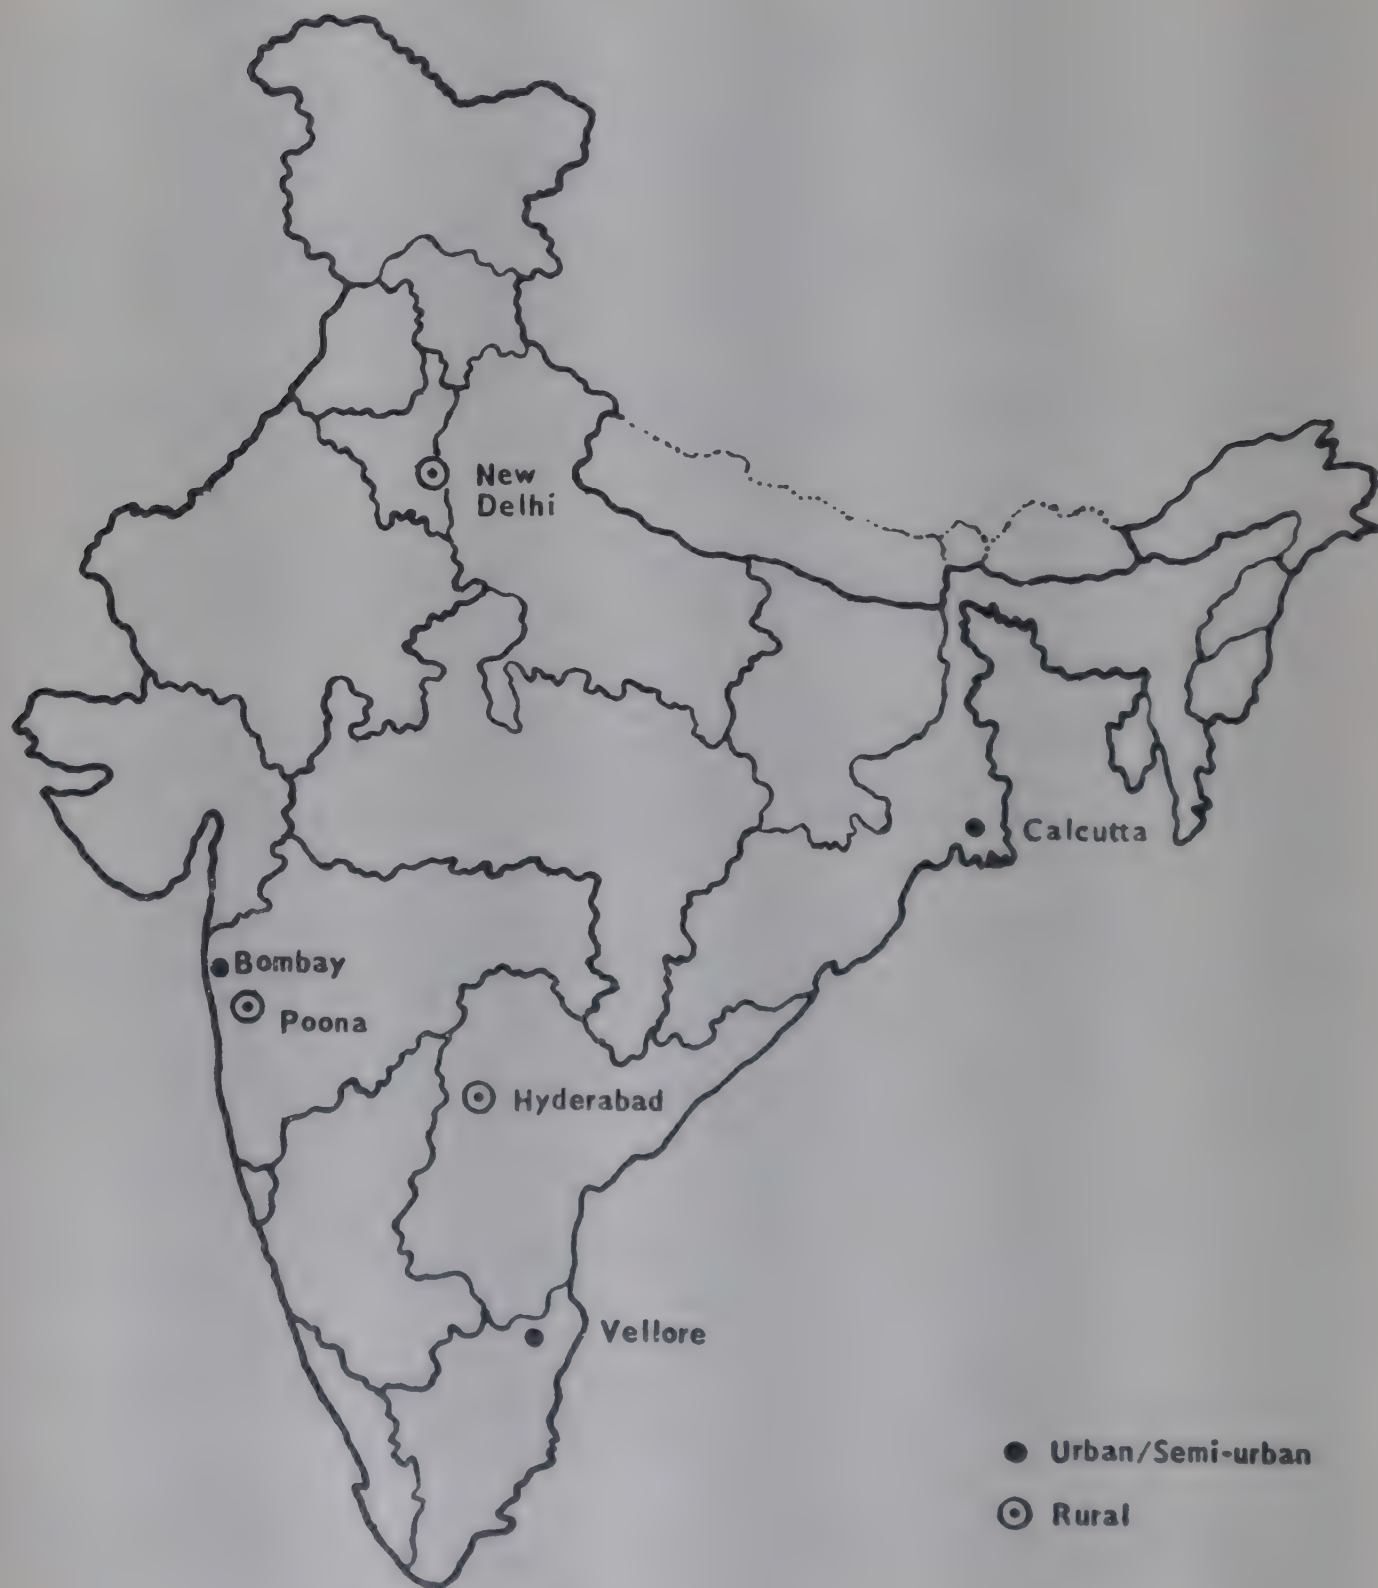 New
Delhi
Calcutta
Bombay
Poona
Hyderabad
Vellore
Urban/Semi-urban
Rural